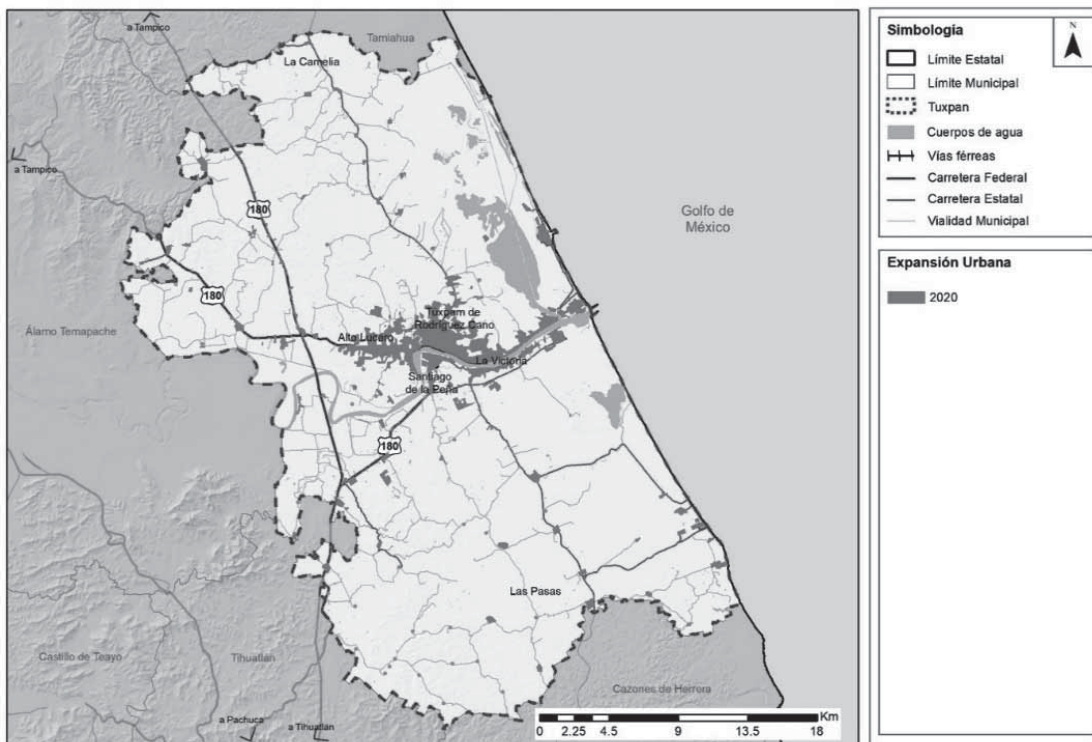 a Tampico
Tamiahua
La Camelia
a Tampico
180
Golfo de
México
180
Álamo Temapache
Tuxpam de
Rodríguez Cano
Alto Lucero
La Victoria
Santiago
de la Peña
180
Las Pasas
Castillo de Teayo
Tihuatlán
Cazones de Herrera
a Pachuca
a Tihuatlán
Km
0 2.25 4.5 9 13.5 18
Simbología
N
Límite Estatal
Límite Municipal
Tuxpan
Cuerpos de agua
Vías férreas
Carretera Federal
Carretera Estatal
Vialidad Municipal
Expansión Urbana
2020